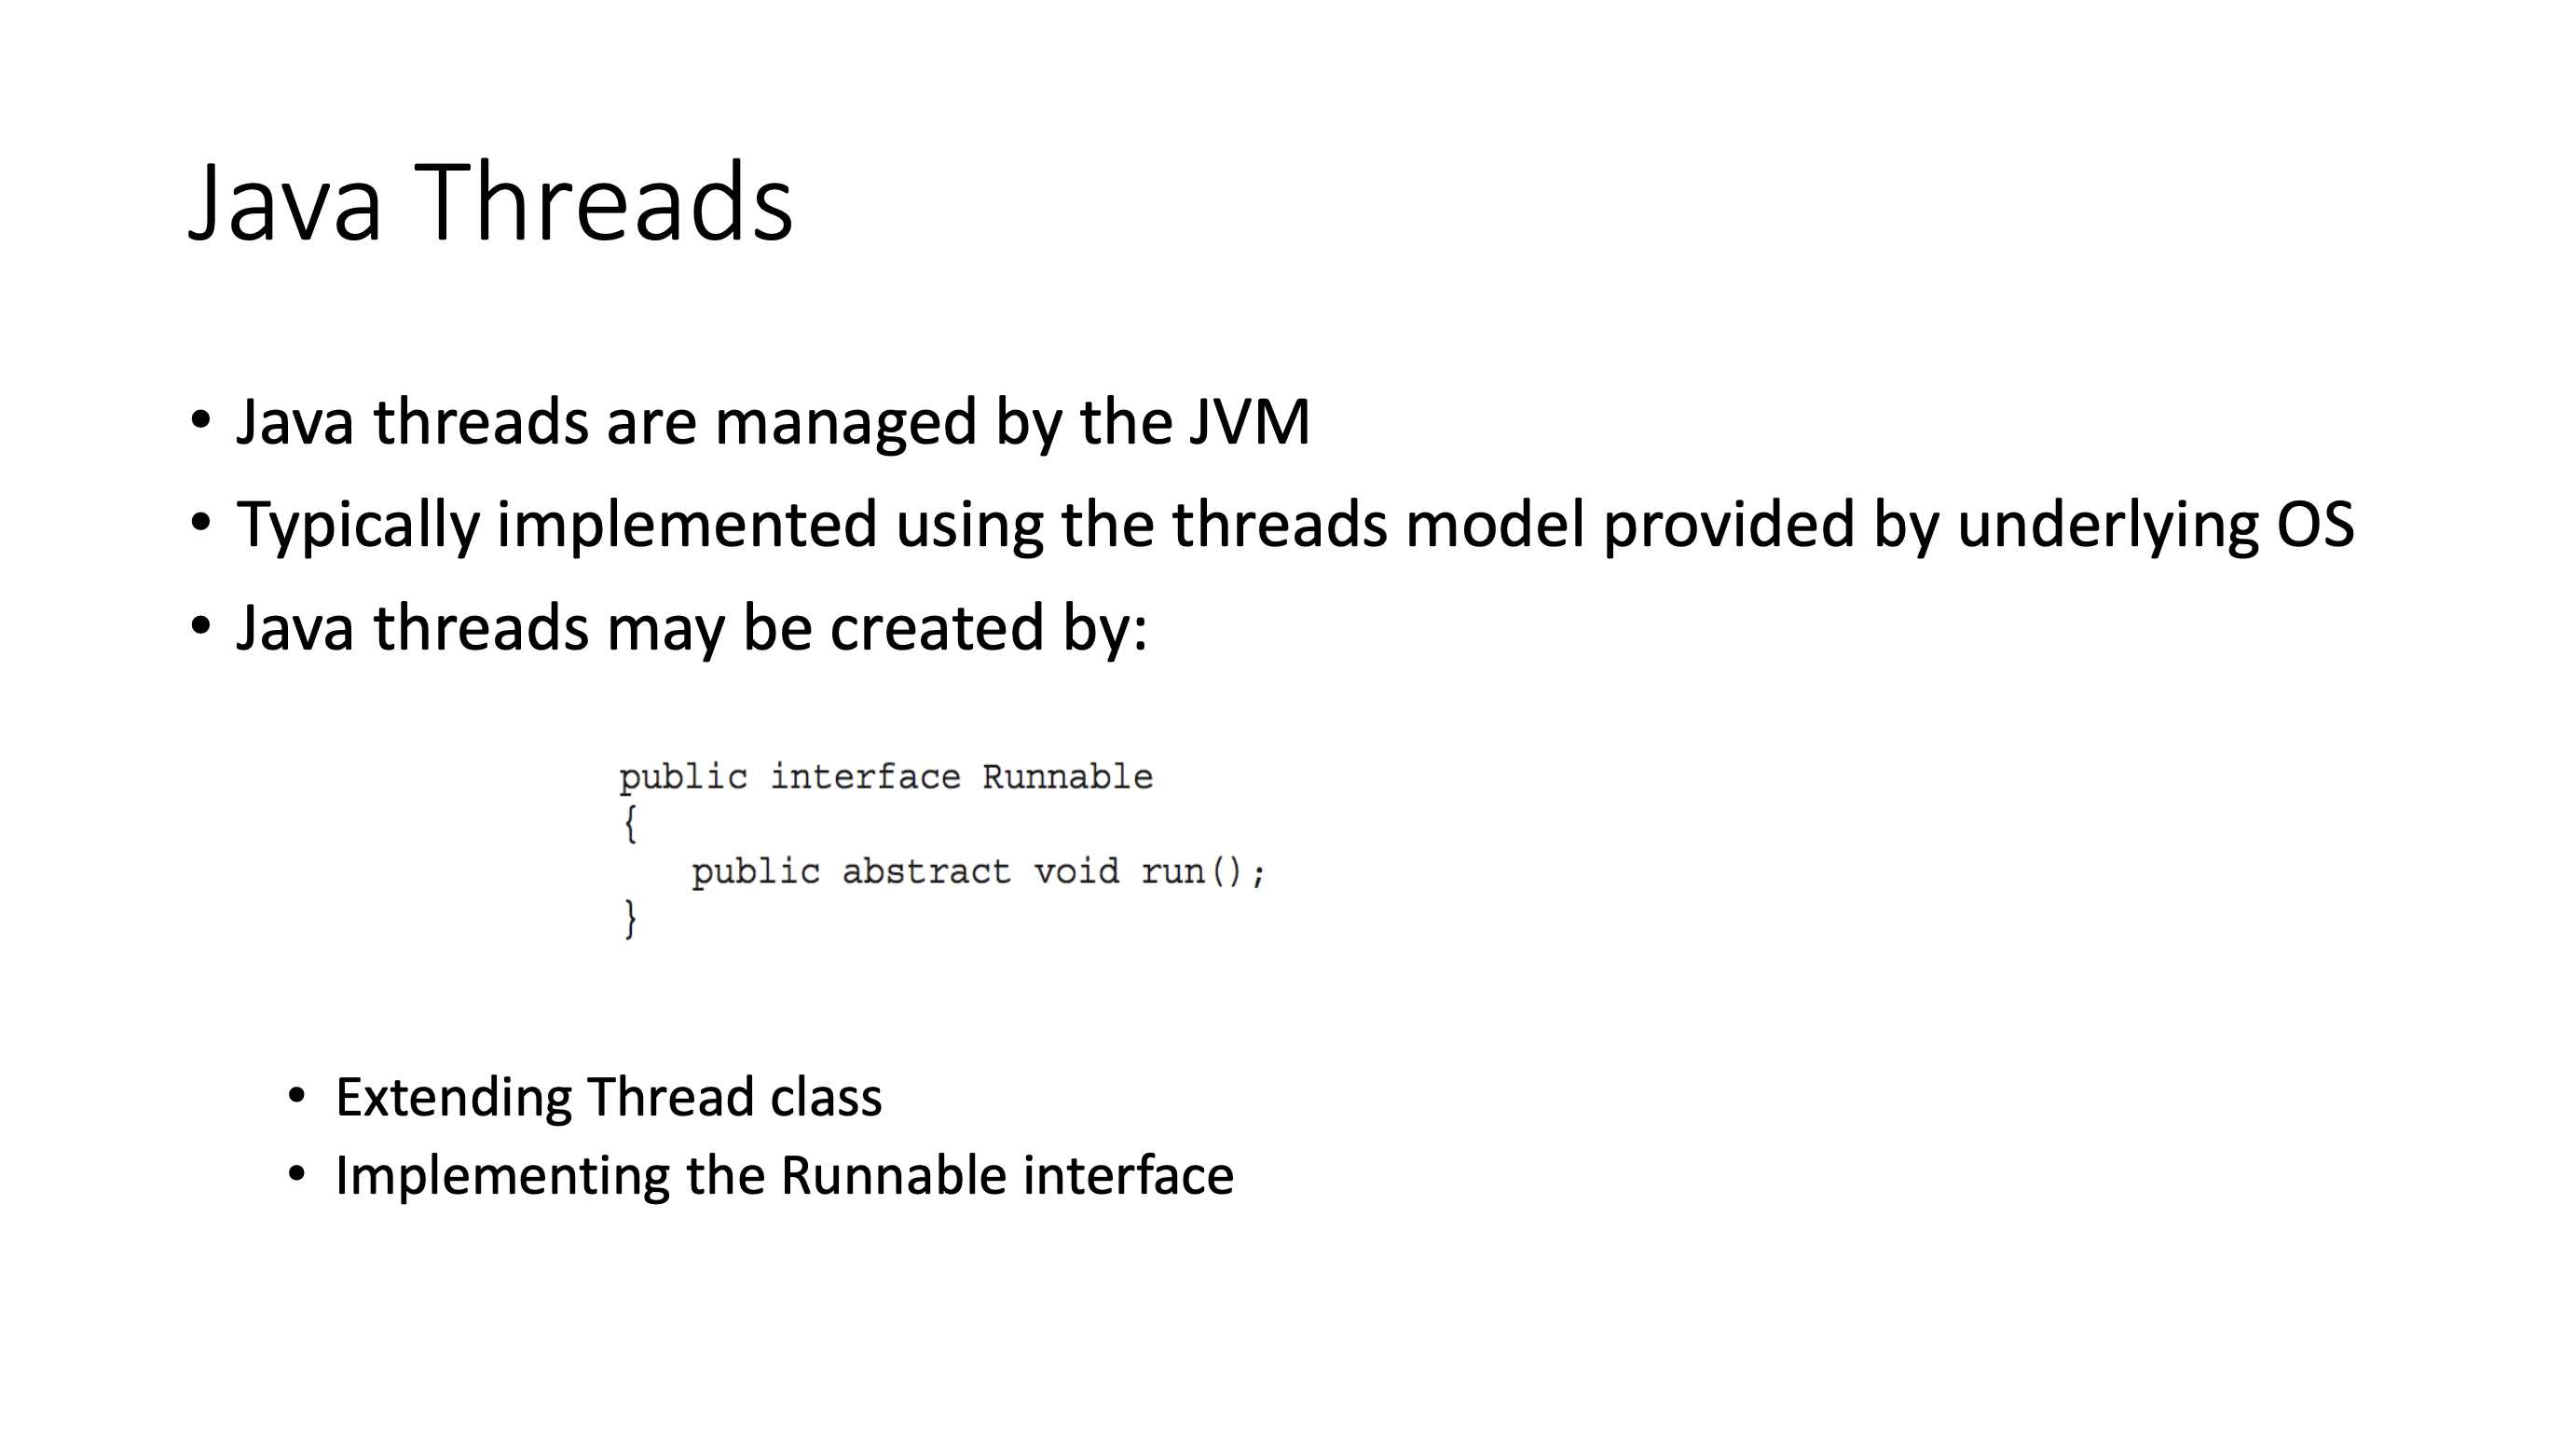 Java Threads
• Java threads are managed by the JVM
• Typically implemented using the threads model provided by underlying OS
• Java threads may be created by:
public interface Runnable
{
public abstract void run();
}
• Extending Thread class
• Implementing the Runnable interface